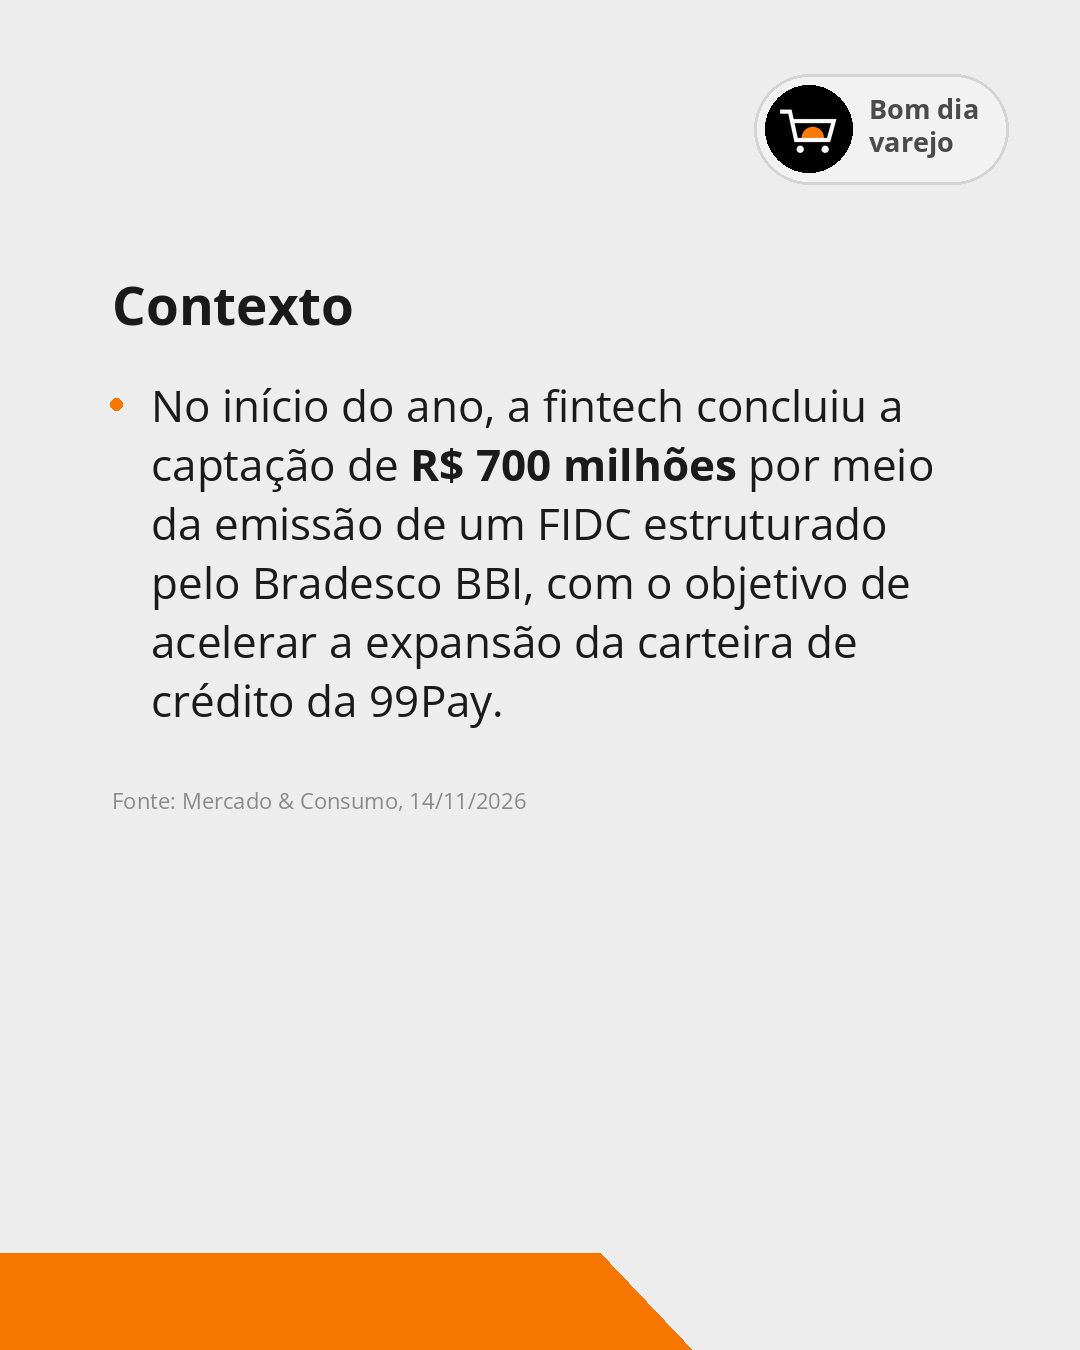 Bom dia
varejo
Contexto
No início do ano, a fintech concluiu a
captação de R$ 700 milhões por meio
da emissão de um FIDC estruturado
pelo Bradesco BBI, com o objetivo de
acelerar a expansão da carteira de
crédito da 99Pay.
Fonte: Mercado & Consumo, 14/11/2026